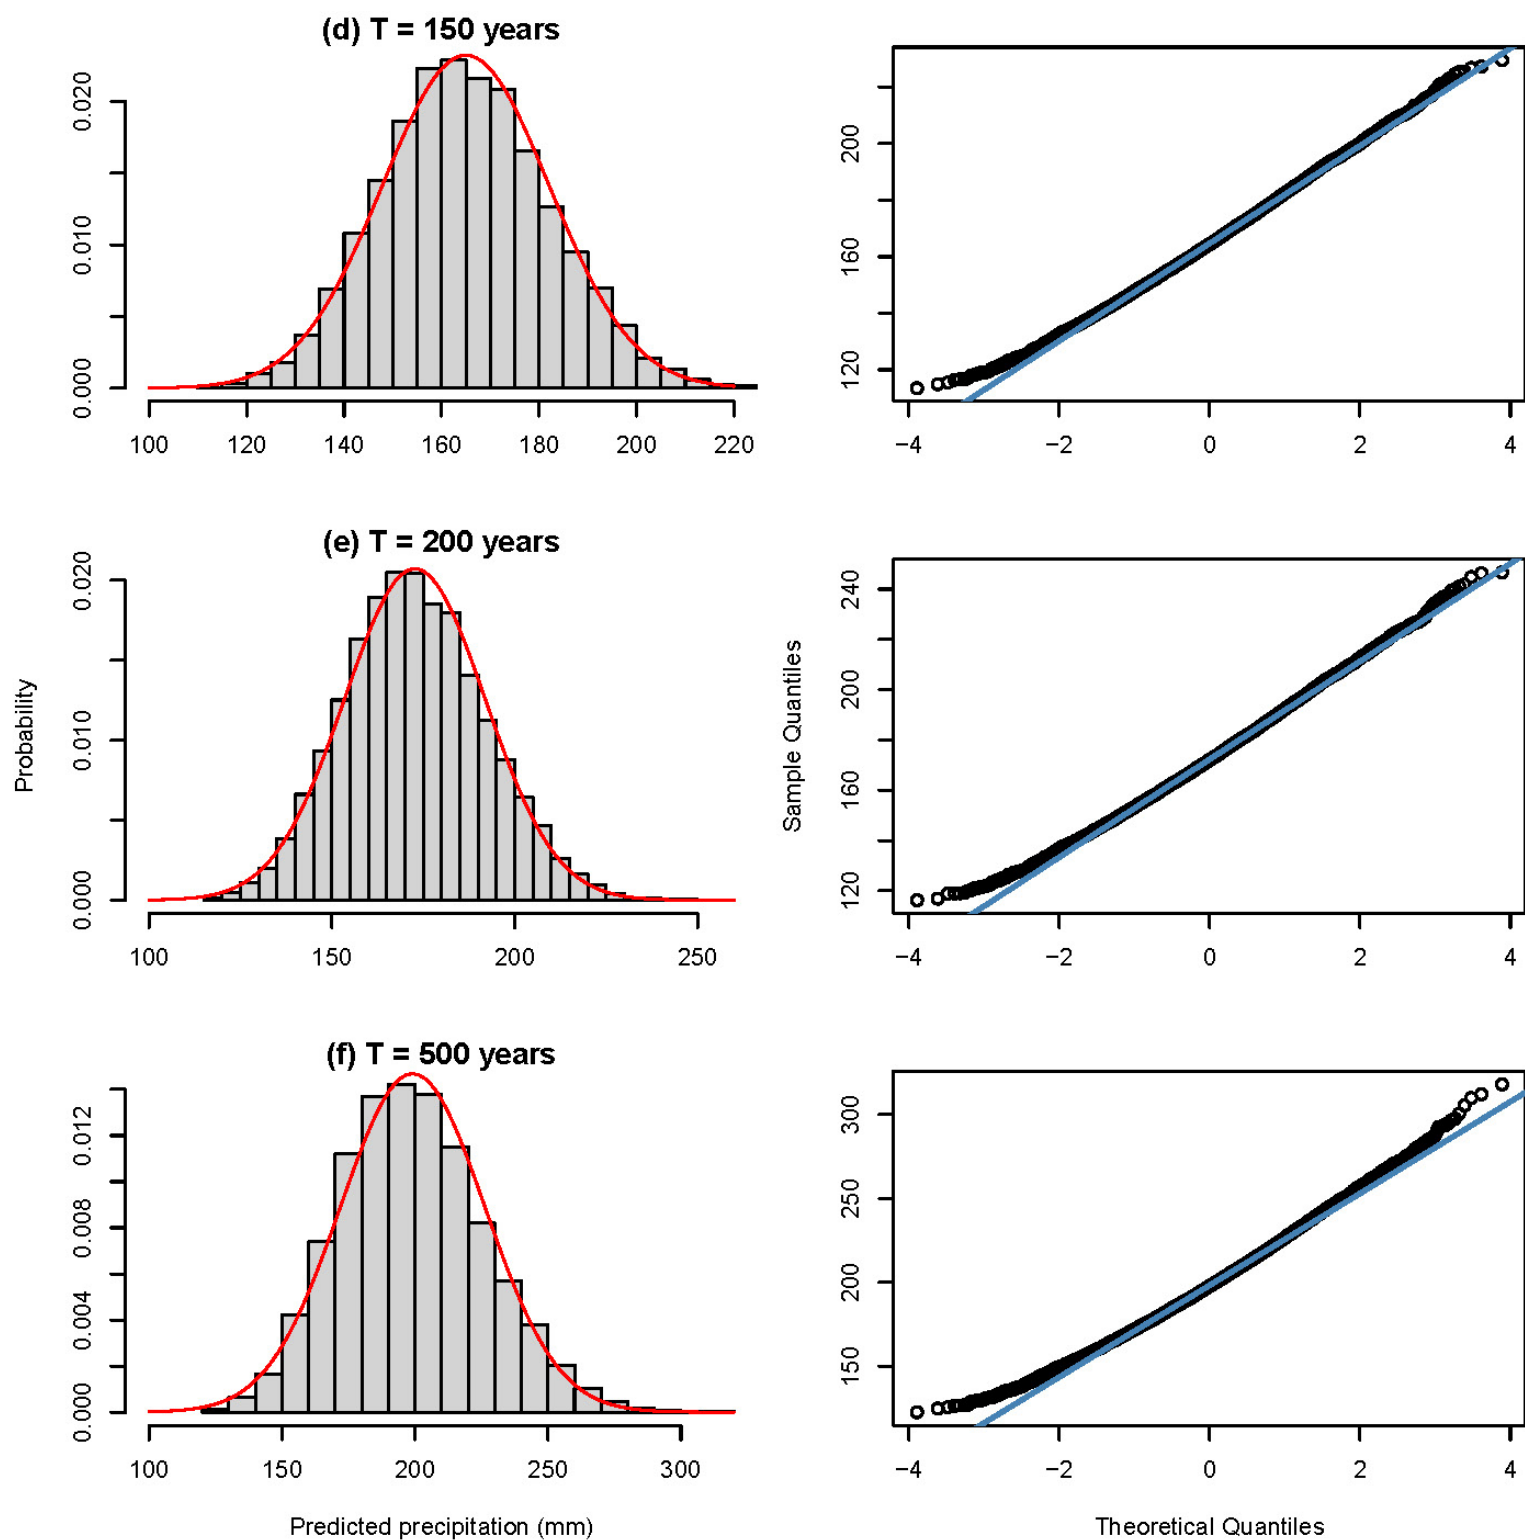 (d) T = 150 years
0.000 0.010 0.020
100 120 140 160 180 200 220
120 160 200
−4 −2 0 2 4
(e) T = 200 years
Probability
0.000 0.010 0.020
100 150 200 250
Sample Quantiles
120 160 200 240
−4 −2 0 2 4
(f) T = 500 years
0.000 0.004 0.008 0.012
100 150 200 250 300
Predicted precipitation (mm)
150 200 250 300
−4 −2 0 2 4
Theoretical Quantiles